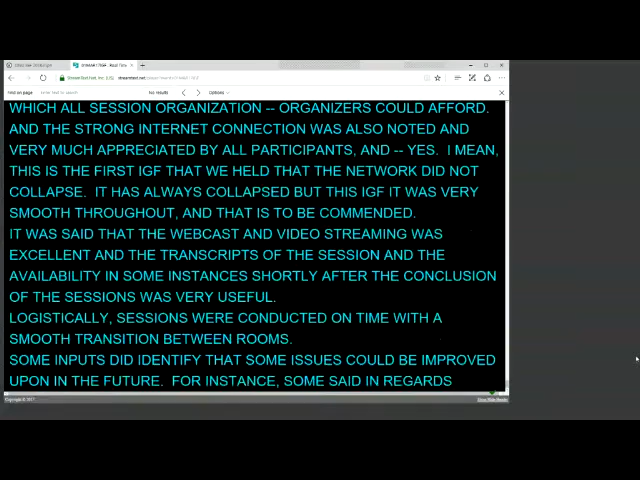 Find on page
No results
Options
WHICH ALL SESSION ORGANIZATION -- ORGANIZERS COULD AFFORD.
AND THE STRONG INTERNET CONNECTION WAS ALSO NOTED AND
VERY MUCH APPRECIATED BY ALL PARTICIPANTS, AND -- YES.  I MEAN,
THIS IS THE FIRST IGF THAT WE HELD THAT THE NETWORK DID NOT
COLLAPSE.  IT HAS ALWAYS COLLAPSED BUT THIS IGF IT WAS VERY
SMOOTH THROUGHOUT, AND THAT IS TO BE COMMENDED.
IT WAS SAID THAT THE WEBCAST AND VIDEO STREAMING WAS
EXCELLENT AND THE TRANSCRIPTS OF THE SESSION AND THE
AVAILABILITY IN SOME INSTANCES SHORTLY AFTER THE CONCLUSION
OF THE SESSIONS WAS VERY USEFUL.
LOGISTICALLY, SESSIONS WERE CONDUCTED ON TIME WITH A
SMOOTH TRANSITION BETWEEN ROOMS.
SOME INPUTS DID IDENTIFY THAT SOME ISSUES COULD BE IMPROVED
UPON IN THE FUTURE.  FOR INSTANCE, SOME SAID IN REGARDS